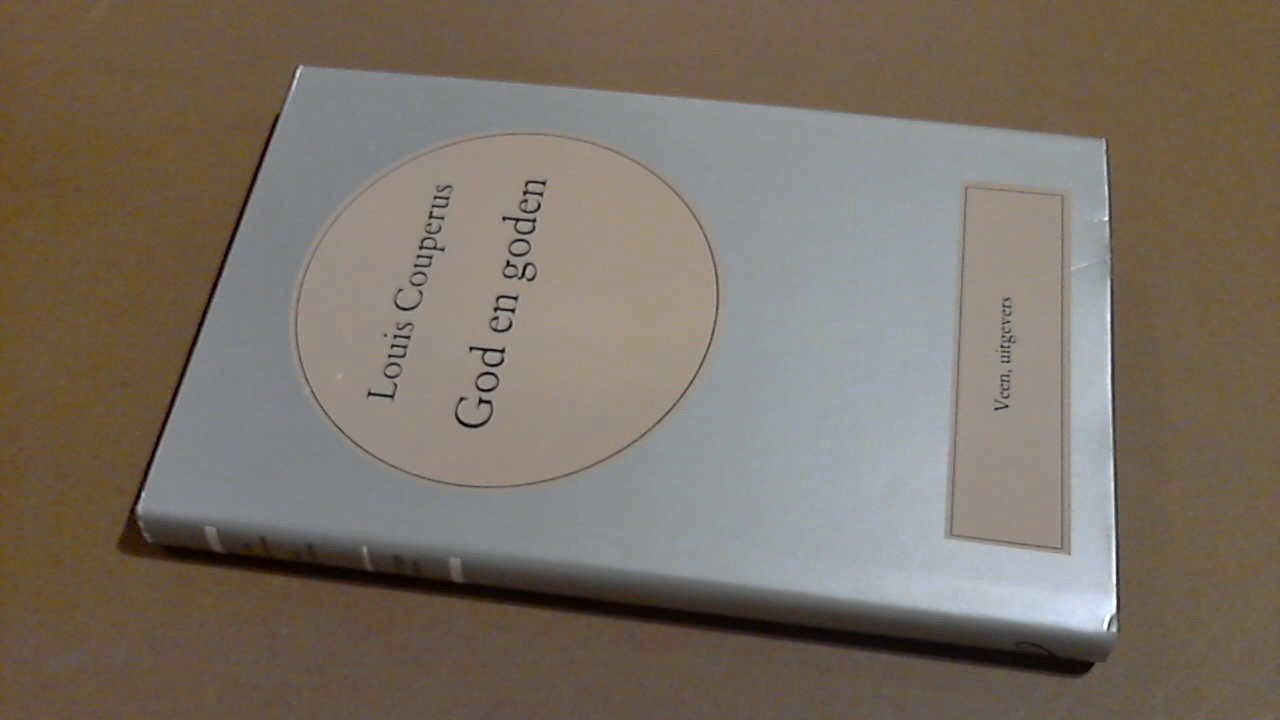 Louis Couperus
God en goden
Veen, uitgevers